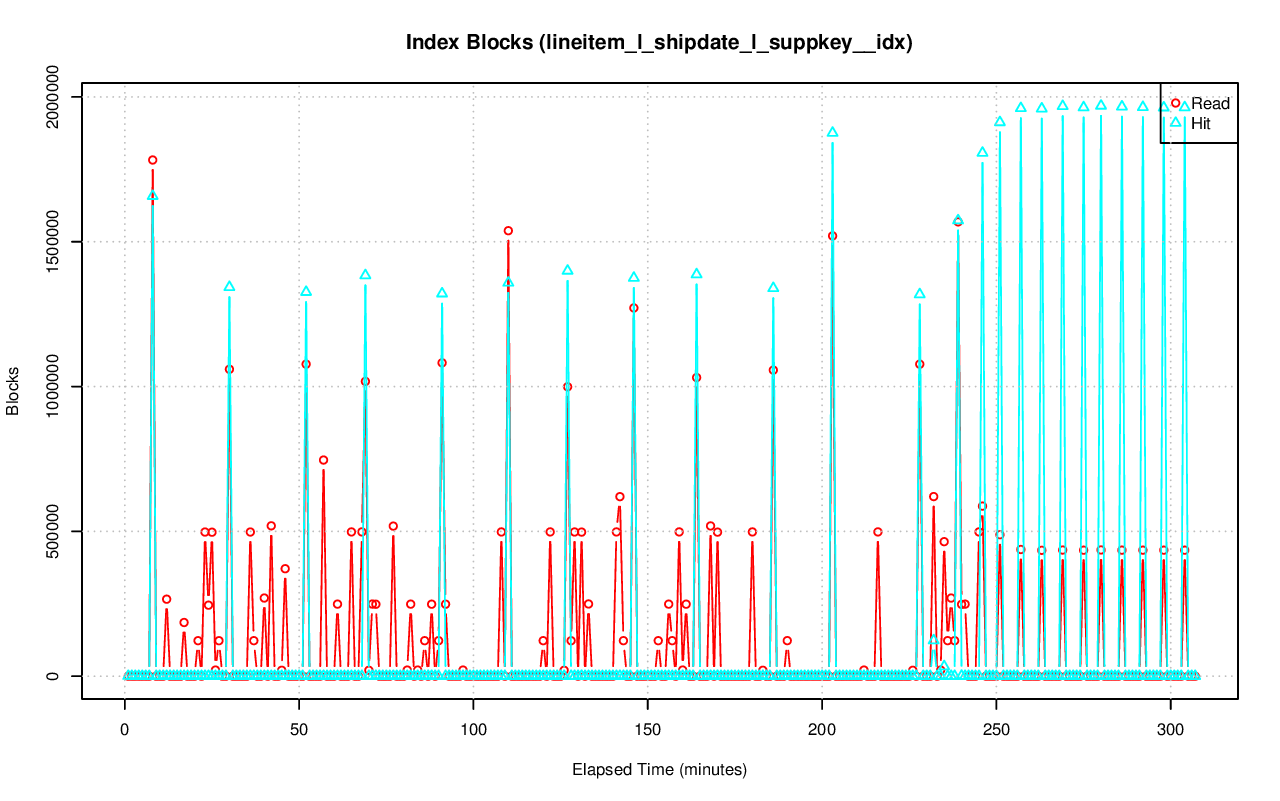 Index Blocks (lineitem_l_shipdate_l_suppkey__idx)
Read
Hit
2000000
1500000
1000000
500000
0
Blocks
0 50 100 150 200 250 300
Elapsed Time (minutes)